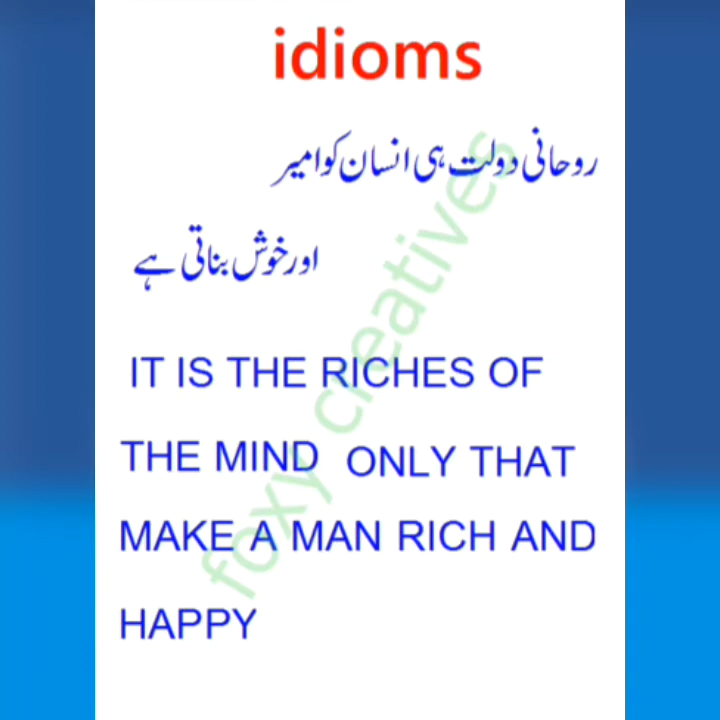 idioms
روحانی دولت ہی انسان کو امیر
اور خوش بناتی ہے
IT IS THE RICHES OF
THE MIND ONLY THAT
MAKE A MAN RICH AND
HAPPY
foxy creatives